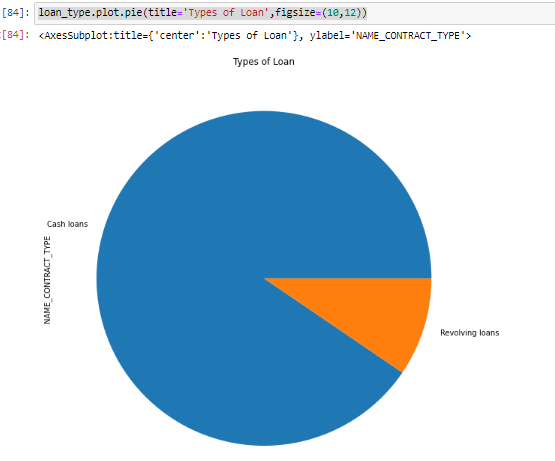 [84]: loan_type.plot.pie(title='Types of Loan',figsize=(10,12))
[84]: <AxesSubplot:title={'center':'Types of Loan'}, ylabel='NAME_CONTRACT_TYPE'>
Types of Loan
Cash loans
NAME_CONTRACT_TYPE
Revolving loans